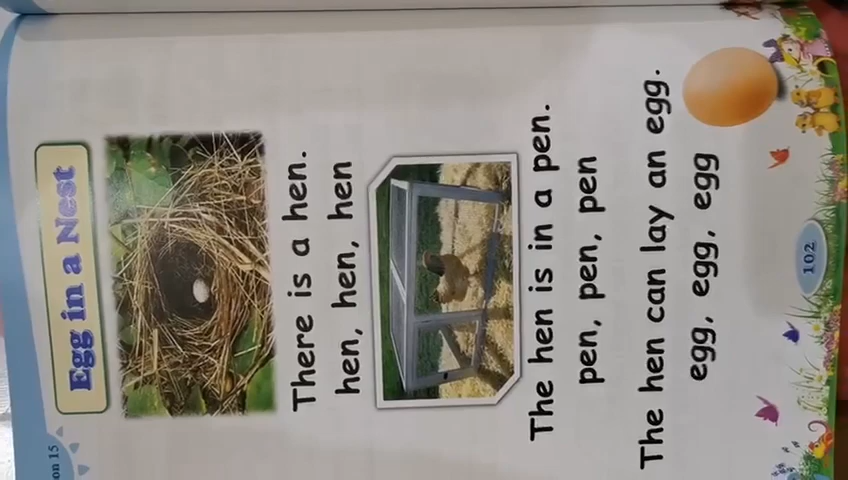 on 15
Egg in a Nest
There is a hen.
hen, hen, hen
The hen is in a pen.
pen, pen, pen
The hen can lay an egg.
egg, egg, egg
102